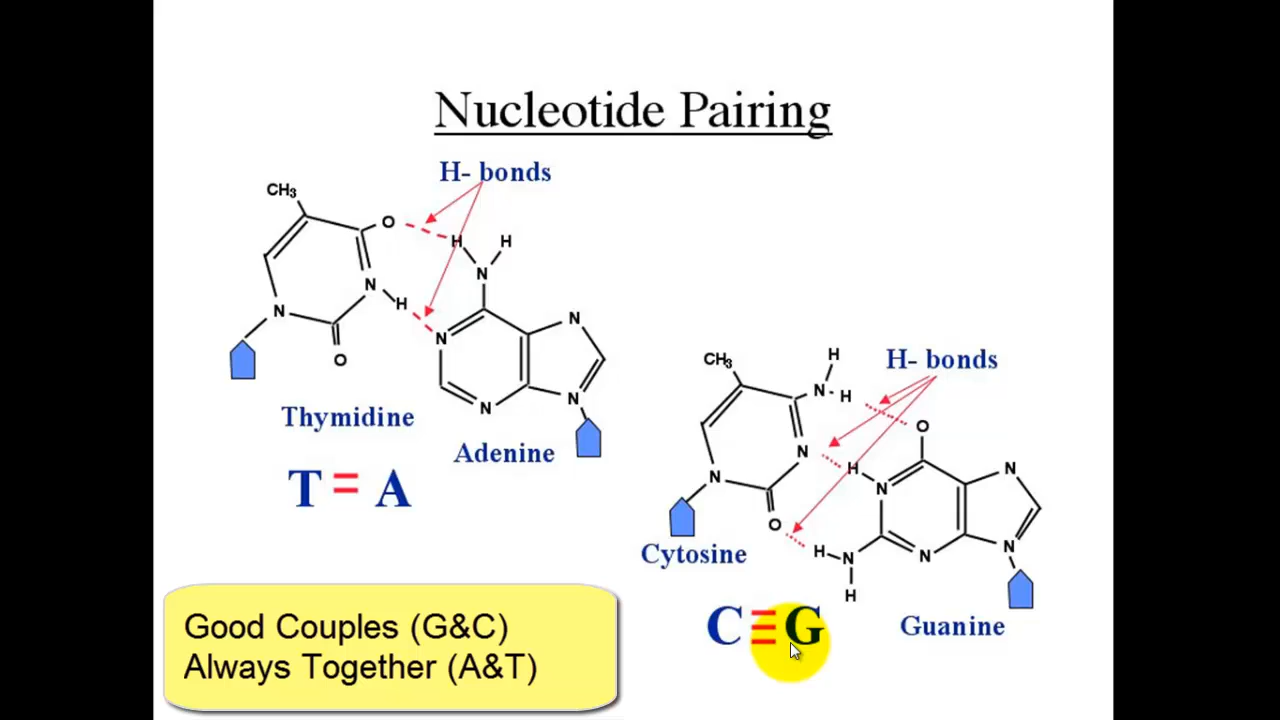 Nucleotide Pairing
H- bonds
CH3
O
H H
N
N
H
N
N
N
O
N
N
Thymidine
Adenine
T = A
H- bonds
CH3
H
N - H
O
N
H
N
N
N
O
H
N
N
N
H
Cytosine
Guanine
C ≡ G
Good Couples (G&C)
Always Together (A&T)